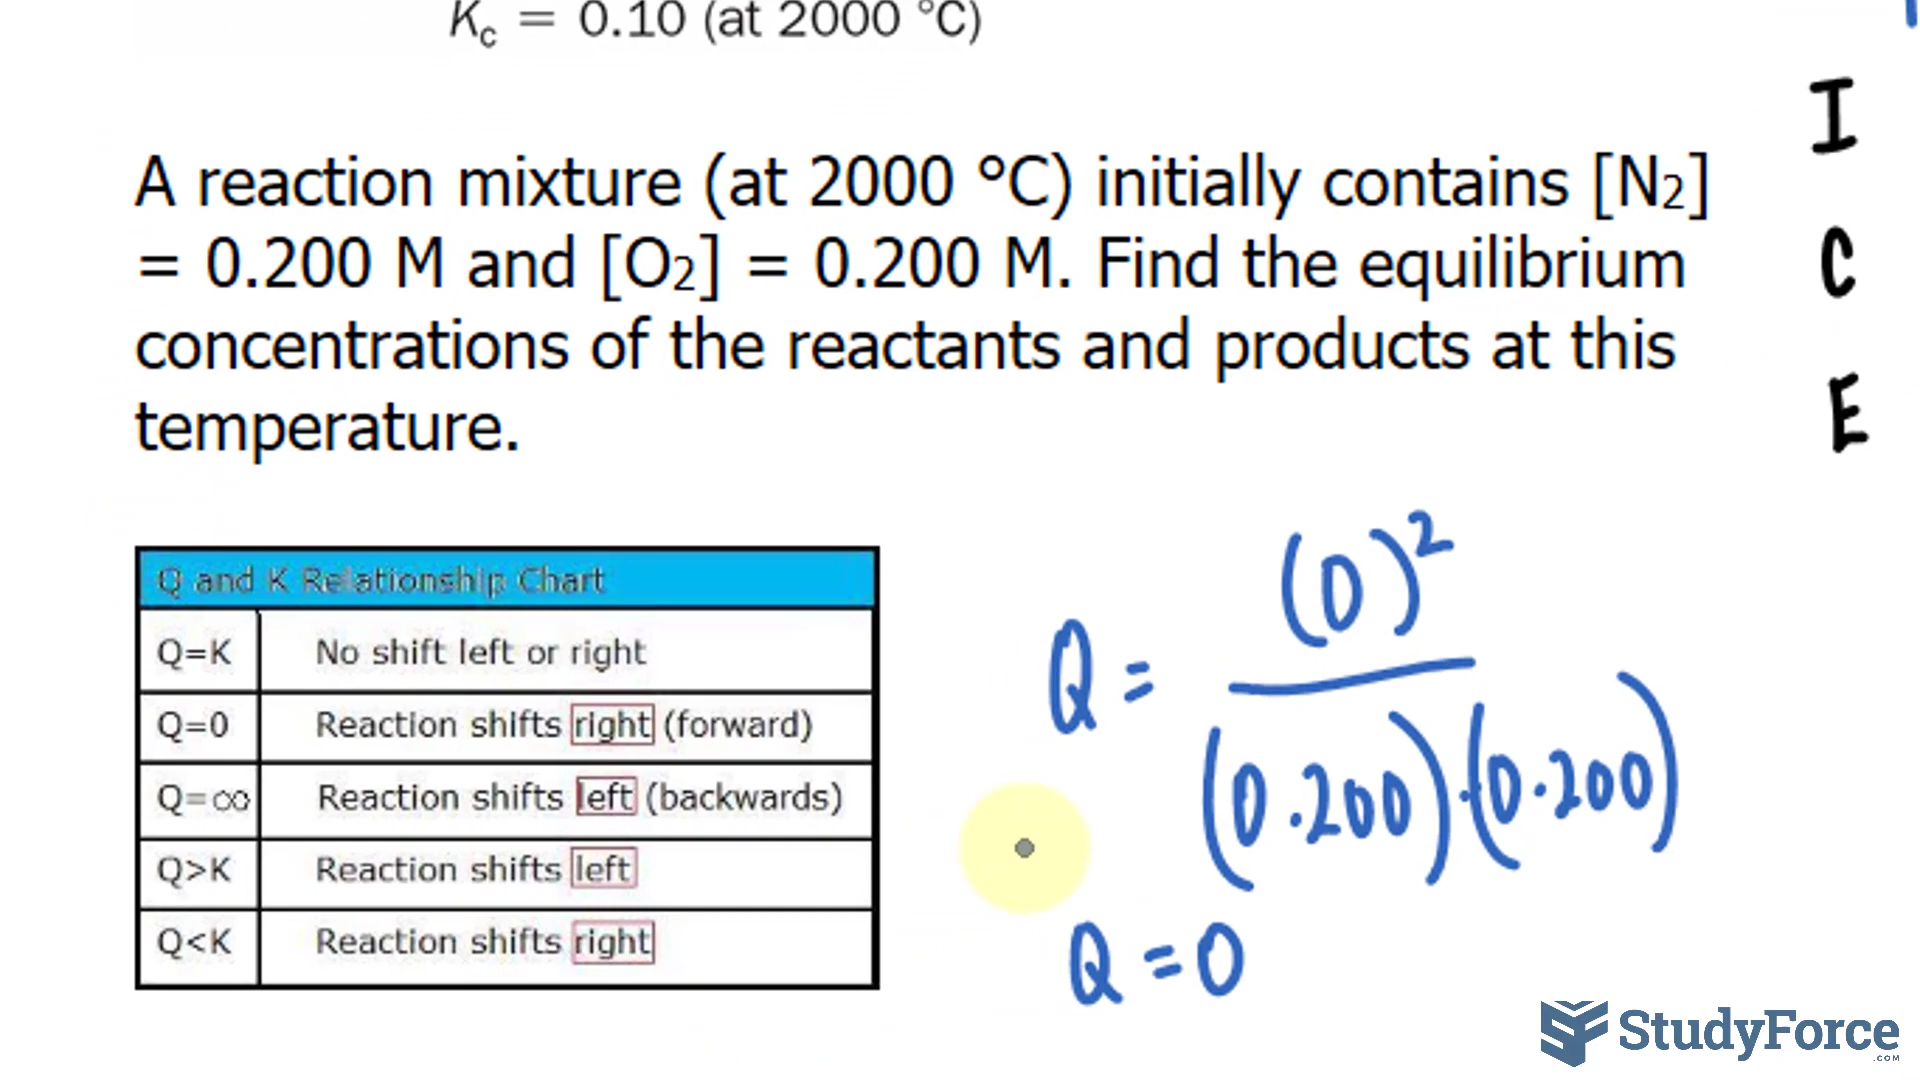 Kc = 0.10 (at 2000 °C)
I
A reaction mixture (at 2000 °C) initially contains [N2]
= 0.200 M and [O2] = 0.200 M. Find the equilibrium
C
concentrations of the reactants and products at this
temperature.
E
Q and K Relationship Chart
Q=K No shift left or right
Q=0 Reaction shifts right (forward)
Q=∞ Reaction shifts left (backwards)
Q>K Reaction shifts left
Q<K Reaction shifts right
(0)²
Q =
(0.200)·(0.200)
Q = 0
StudyForce
.COM